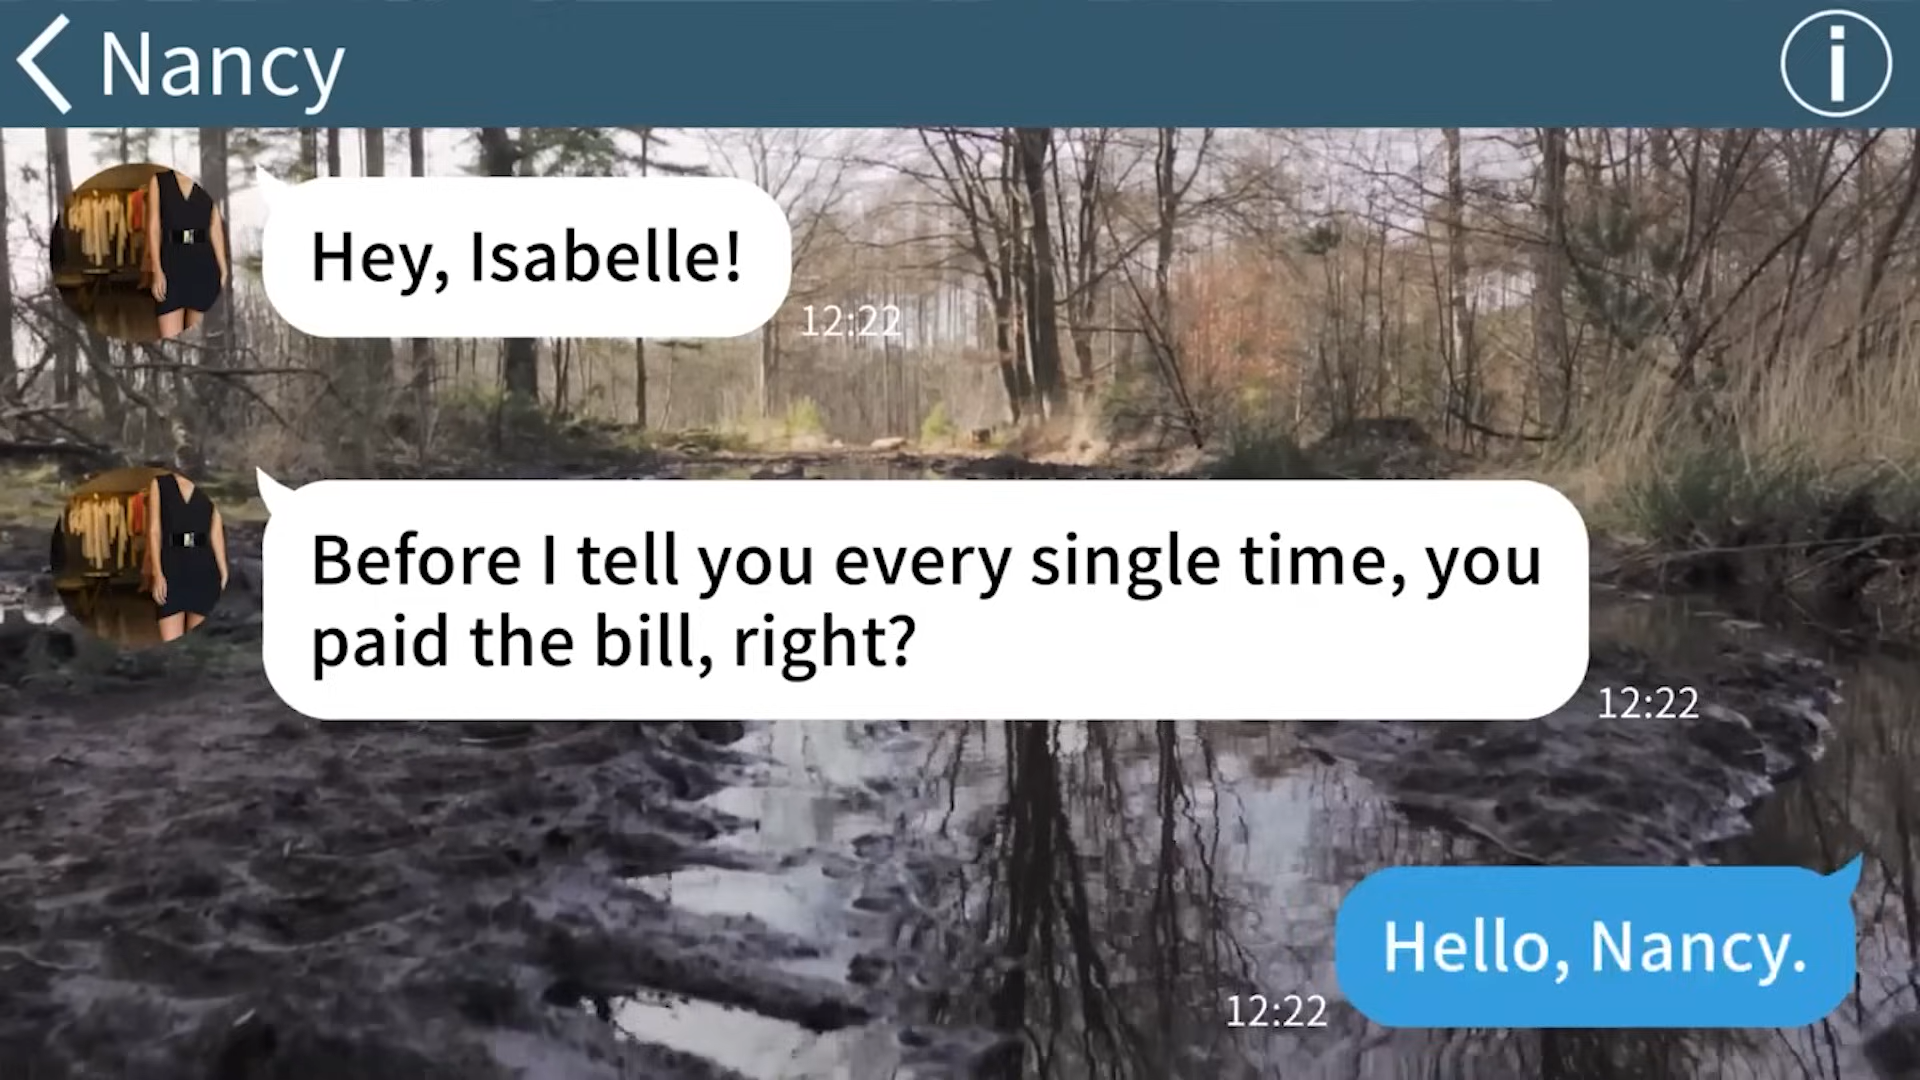 Nancy
Hey, Isabelle!
12:22
Before I tell you every single time, you
paid the bill, right?
12:22
Hello, Nancy.
12:22